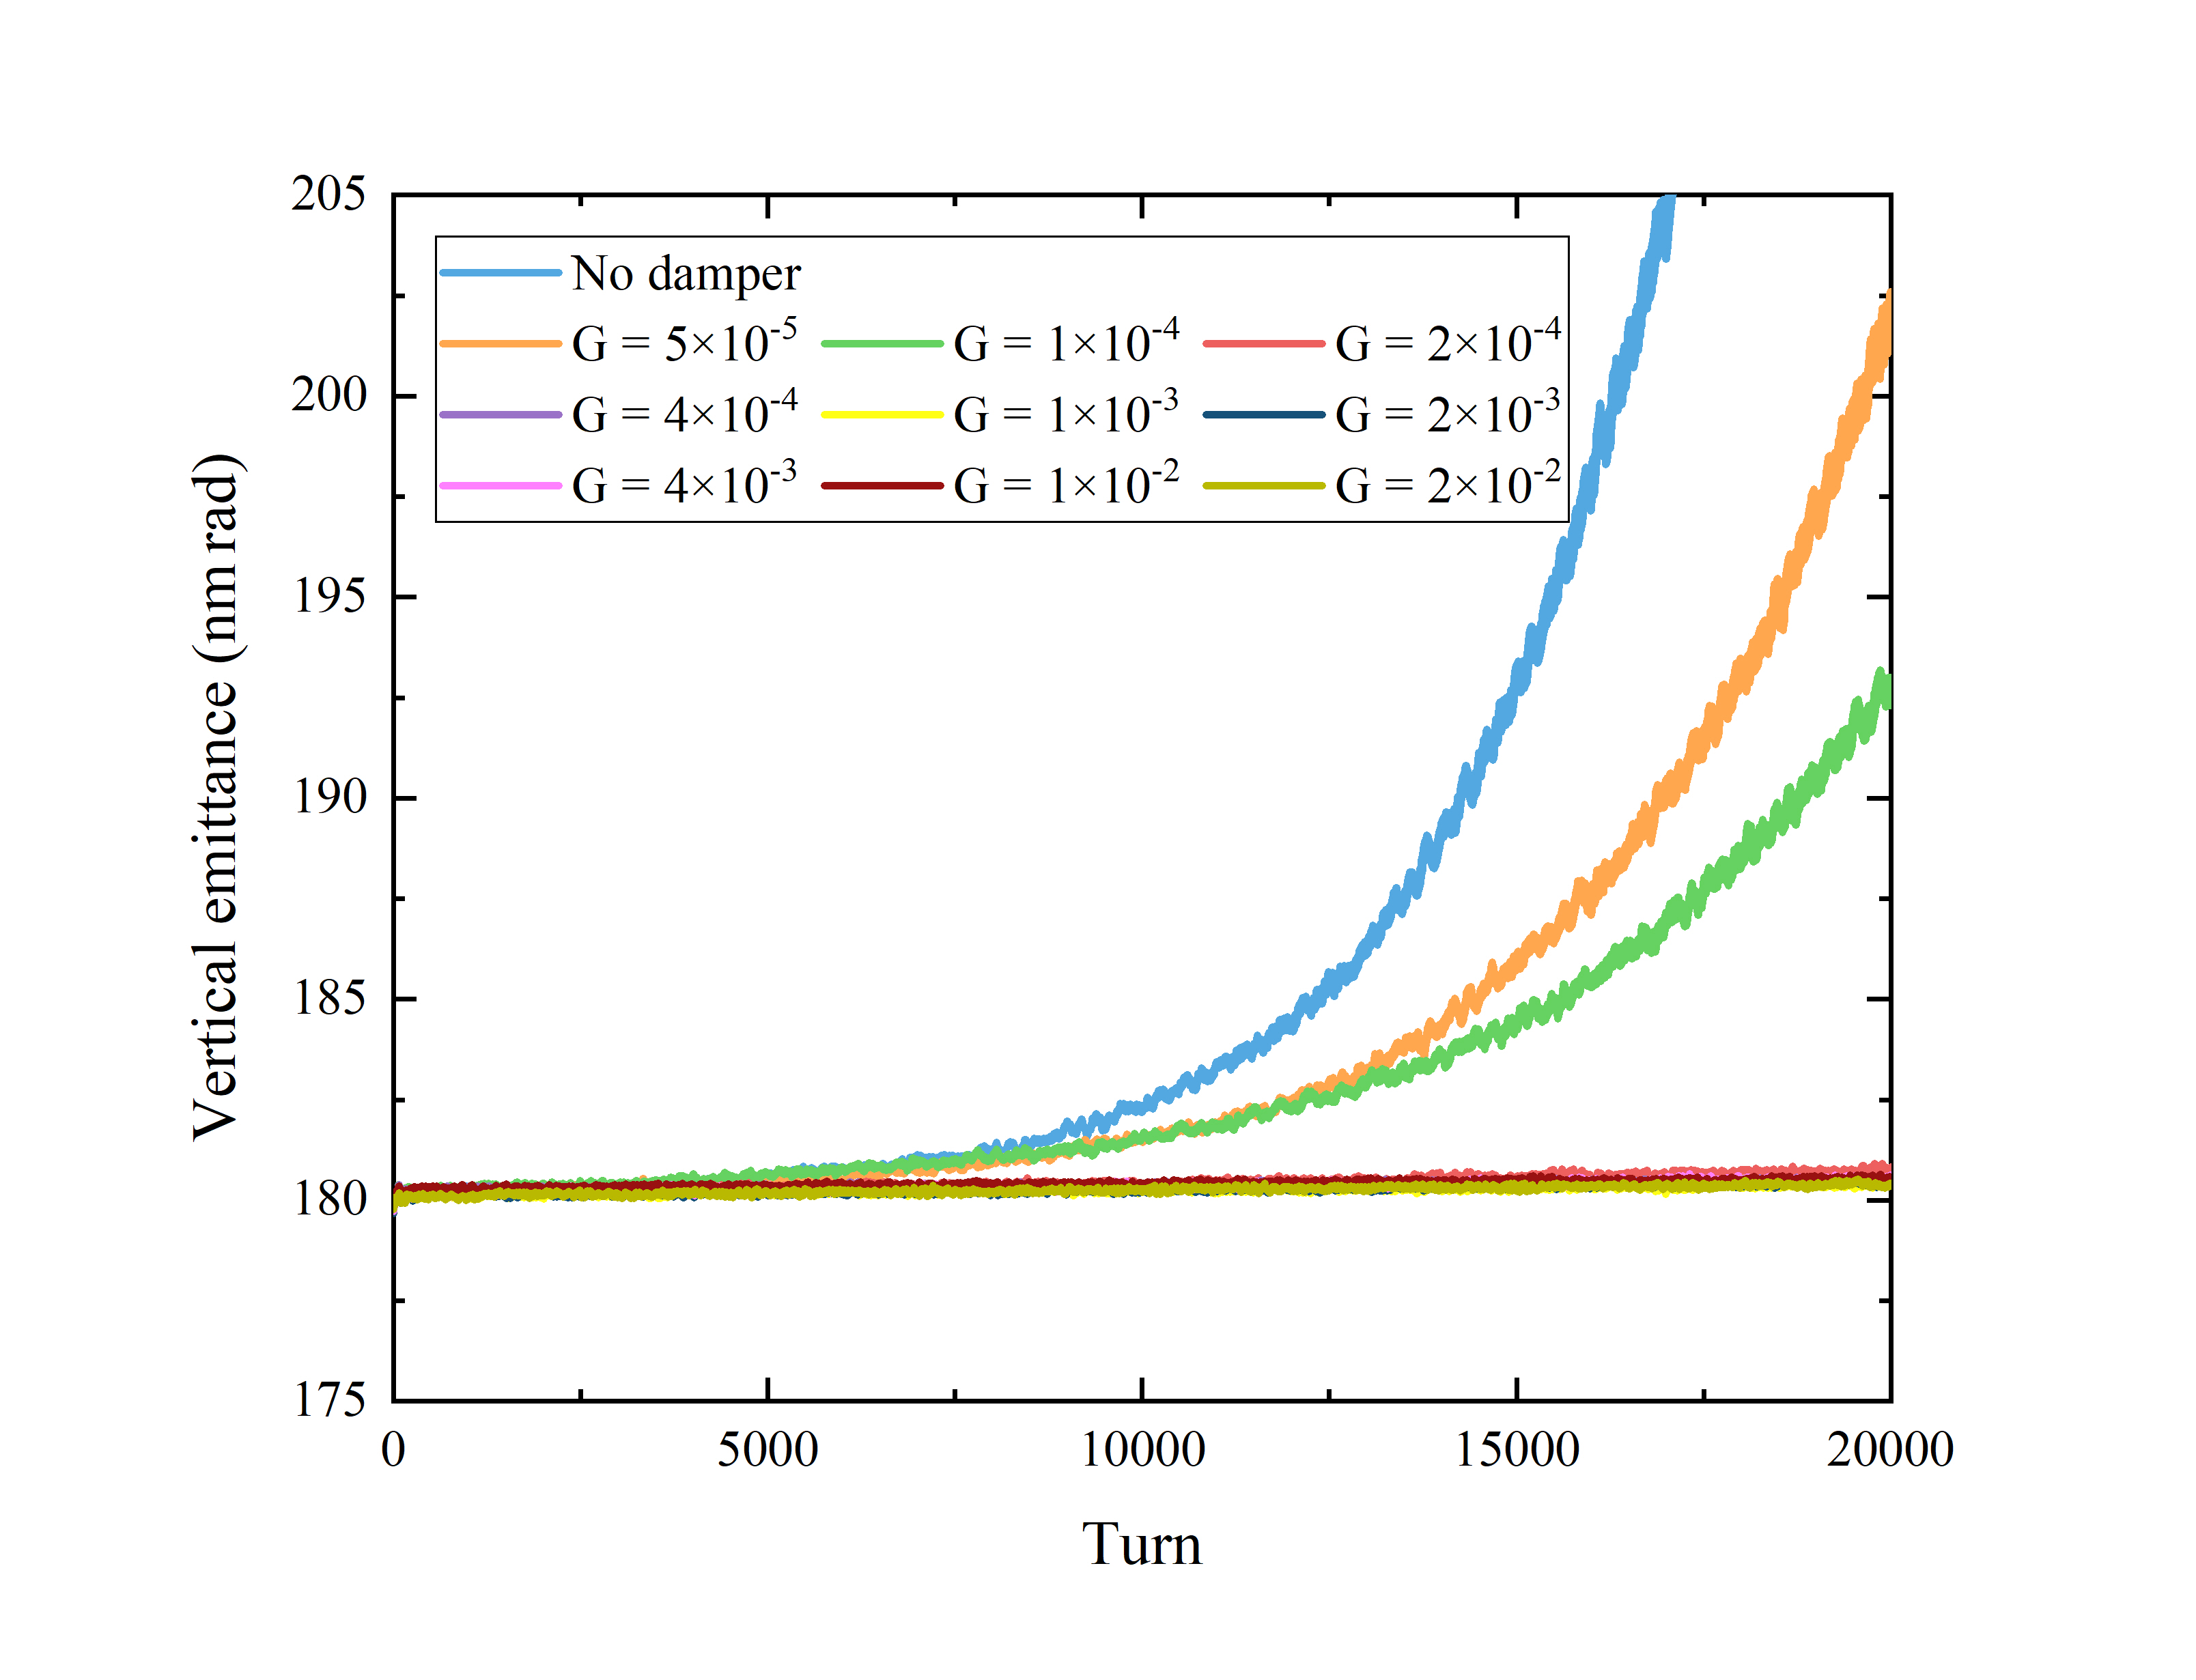 205
No damper
G = 5×10⁻⁵ G = 1×10⁻⁴ G = 2×10⁻⁴
200
G = 4×10⁻⁴ G = 1×10⁻³ G = 2×10⁻³
G = 4×10⁻³ G = 1×10⁻² G = 2×10⁻²
195
190
185
180
175
Vertical emittance (nm rad)
0 5000 10000 15000 20000
Turn